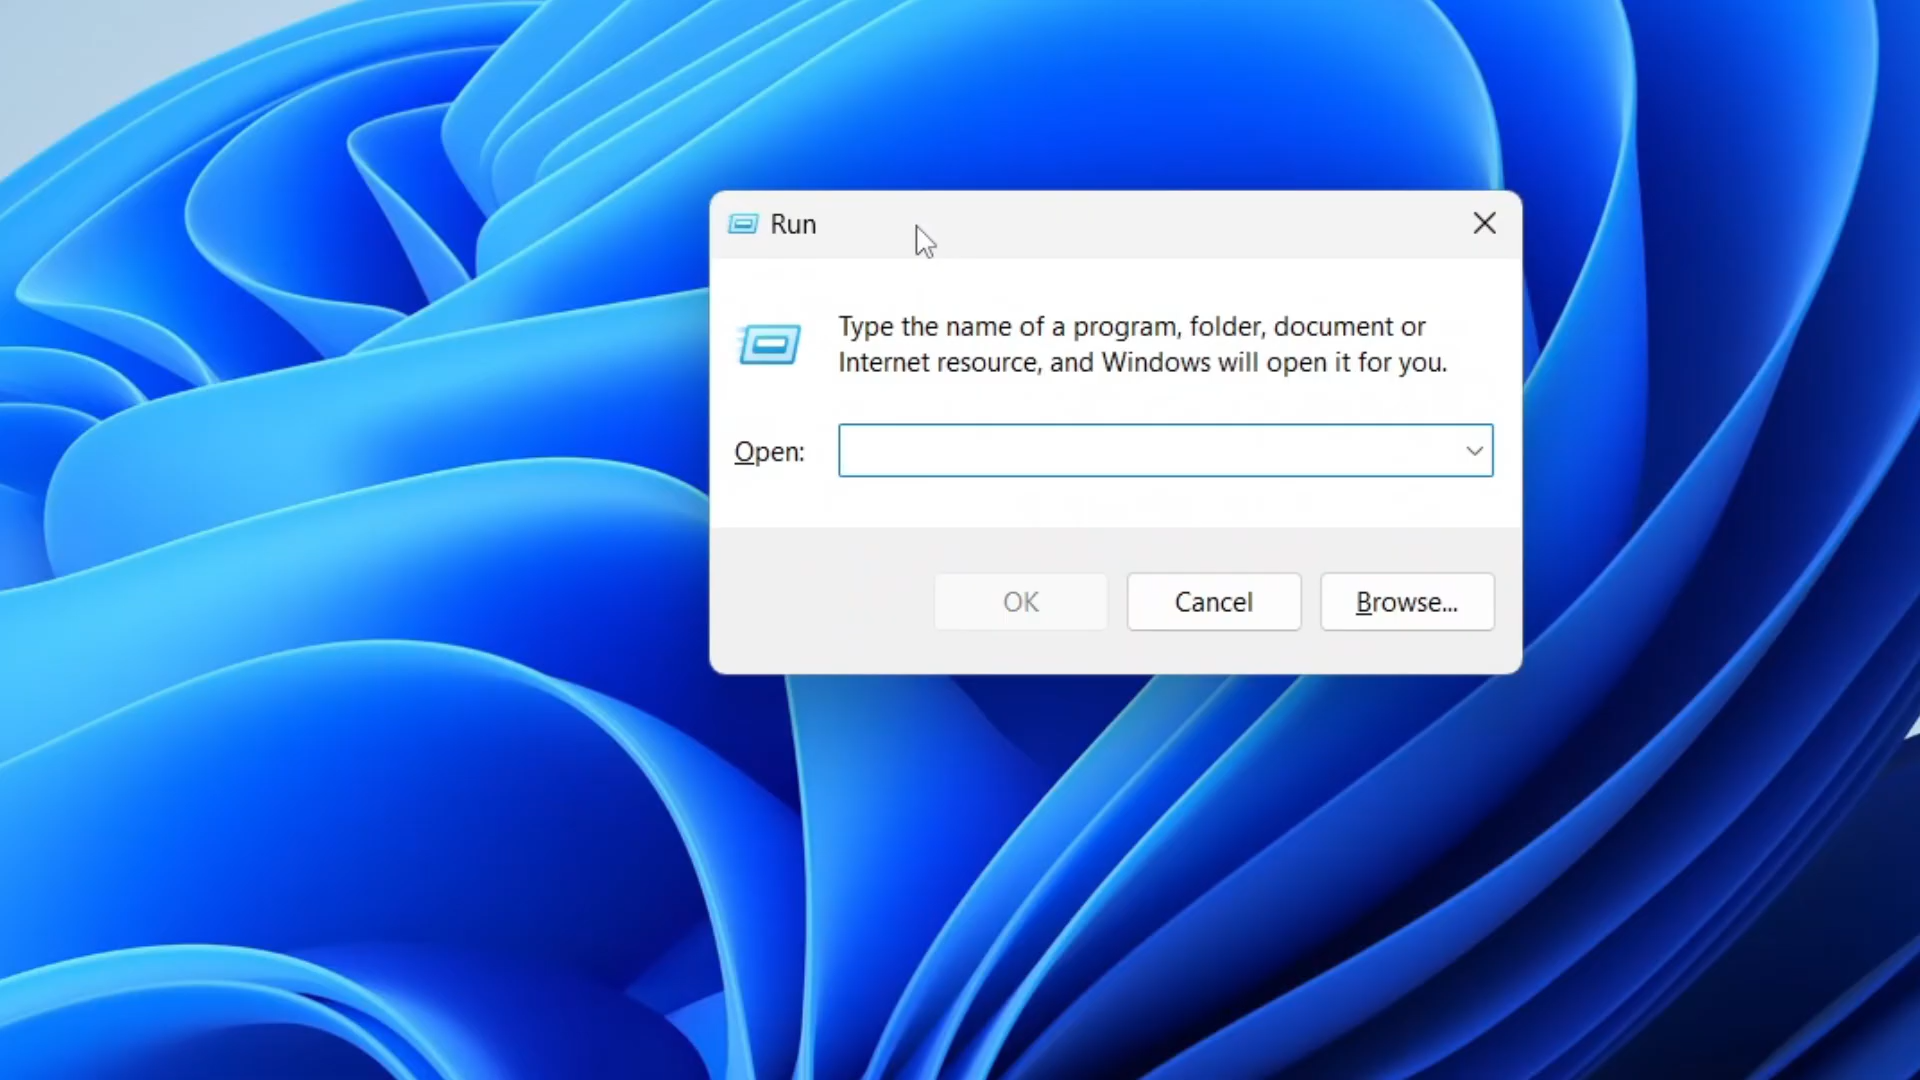 Run
Type the name of a program, folder, document or
Internet resource, and Windows will open it for you.
Open:
OK
Cancel
Browse...